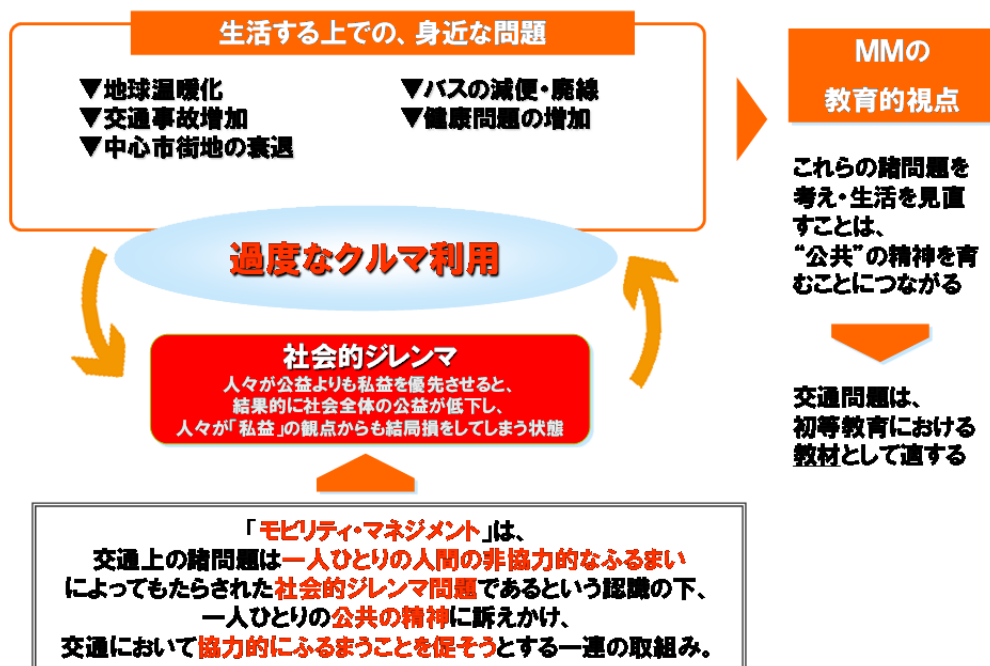 生活する上での、身近な問題
▼地球温暖化
▼交通事故増加
▼中心市街地の衰退
▼バスの減便・廃線
▼健康問題の増加
過度なクルマ利用
社会的ジレンマ
人々が公益よりも私益を優先させると、
結果的に社会全体の公益が低下し、
人々が「私益」の観点からも結局損をしてしまう状態
「モビリティ・マネジメント」は、
交通上の諸問題は一人ひとりの人間の非協力的なふるまい
によってもたらされた社会的ジレンマ問題であるという認識の下、
一人ひとりの公共の精神に訴えかけ、
交通において協力的にふるまうことを促そうとする一連の取組み。
MMの
教育的視点
これらの諸問題を
考え・生活を見直
すことは、
“公共”の精神を育
むことにつながる
交通問題は、
初等教育における
教材として適する